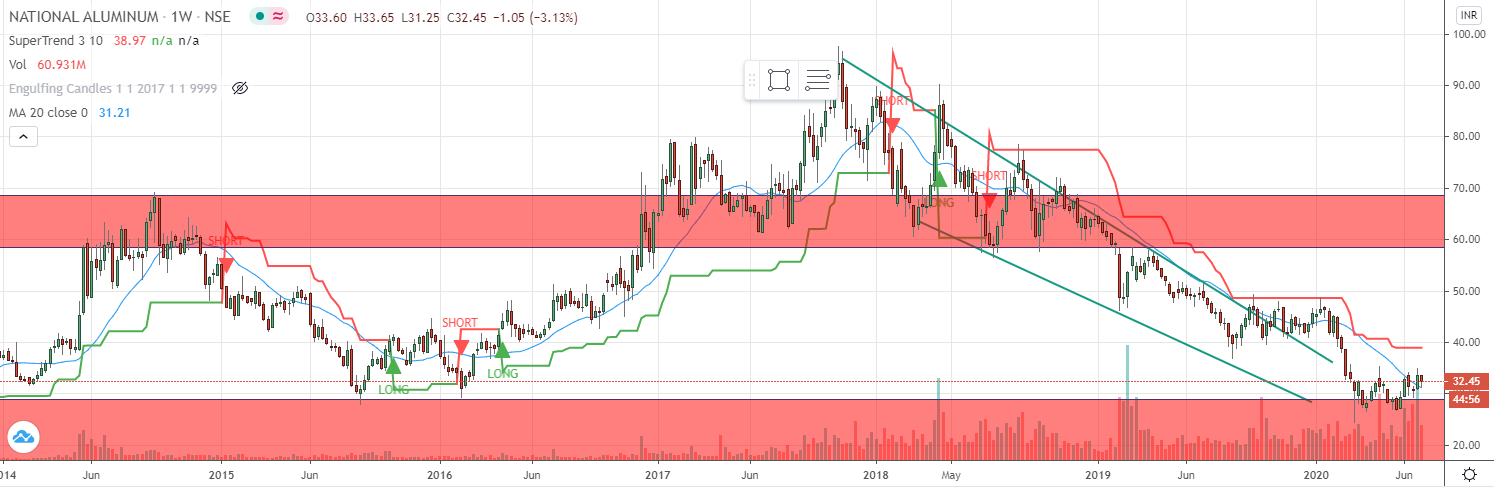 NATIONAL ALUMINUM · 1W · NSE O33.60 H33.65 L31.25 C32.45 −1.05 (−3.13%)
INR
SuperTrend 3 10 38.97 n/a n/a
Vol 60.931M
Engulfing Candles 1 1 2017 1 1 9999
MA 20 close 0 31.21
100.00
90.00
80.00
70.00
60.00
50.00
40.00
32.45
44:56
20.00
SHORT
LONG
SHORT
LONG
SHORT
LONG
SHORT
2014 Jun 2015 Jun 2016 Jun 2017 Jun 2018 May 2019 Jun 2020 Jun